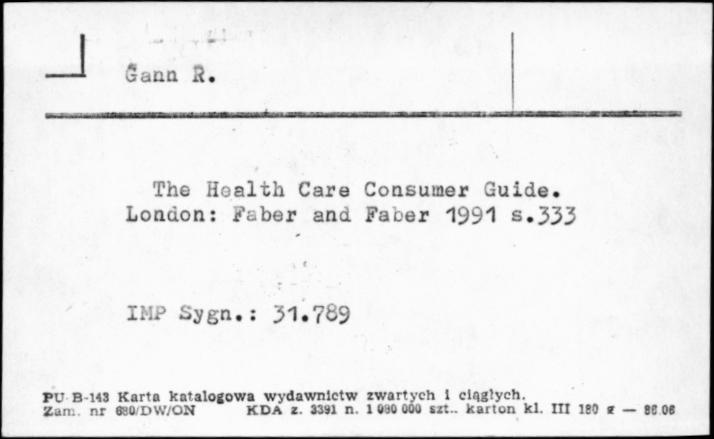 Gann R.
The Health Care Consumer Guide.
London: Faber and Faber 1991 s.333
IMP Sygn.: 31.789
PU-B-143 Karta katalogowa wydawnictw zwartych i ciągłych.
Zam. nr 680/DW/ON KDA z. 3391 n. 1 080 000 szt.. karton kl. III 180 g — 86.06